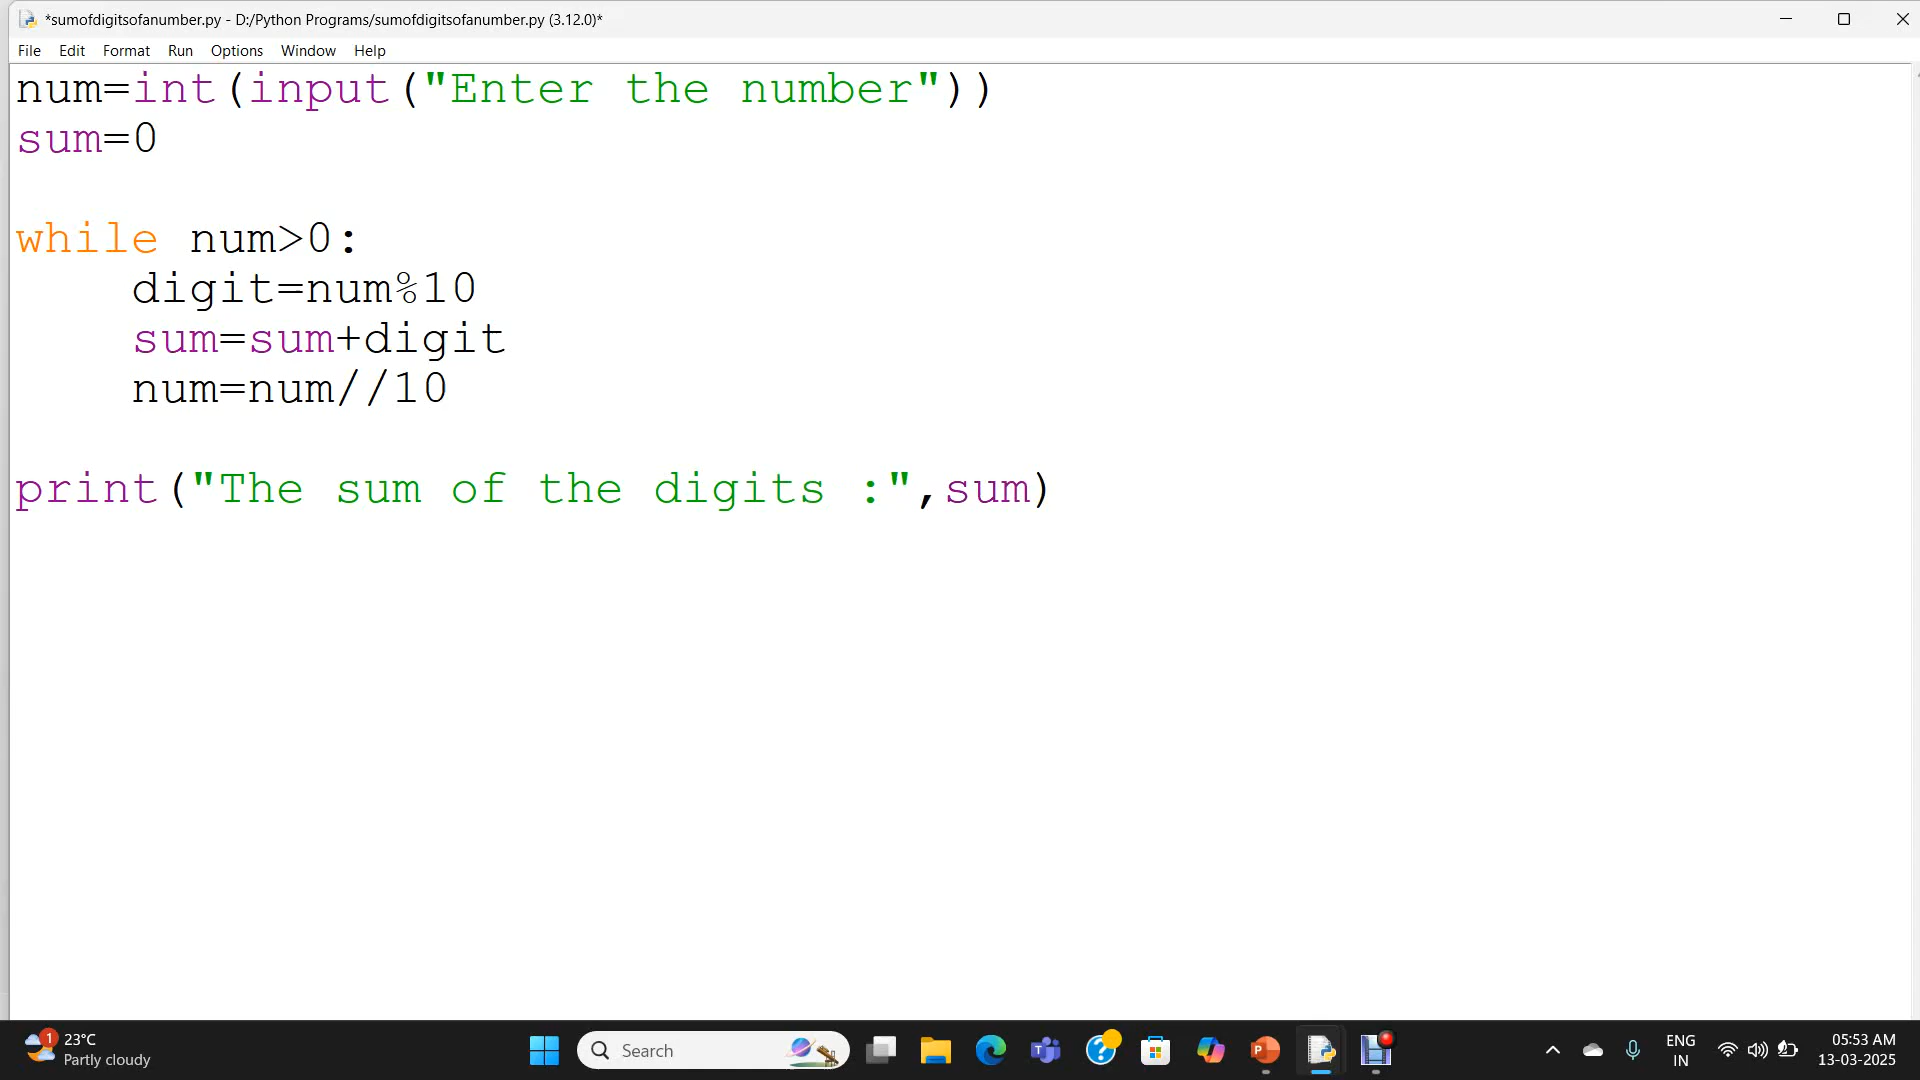 *sumofdigitsofanumber.py - D:/Python Programs/sumofdigitsofanumber.py (3.12.0)*
File Edit Format Run Options Window Help
num=int(input("Enter the number"))
sum=0
while num>0:
    digit=num%10
    sum=sum+digit
    num=num//10
print("The sum of the digits :",sum)
1
23°C
Partly cloudy
Search
ENG
IN
05:53 AM
13-03-2025